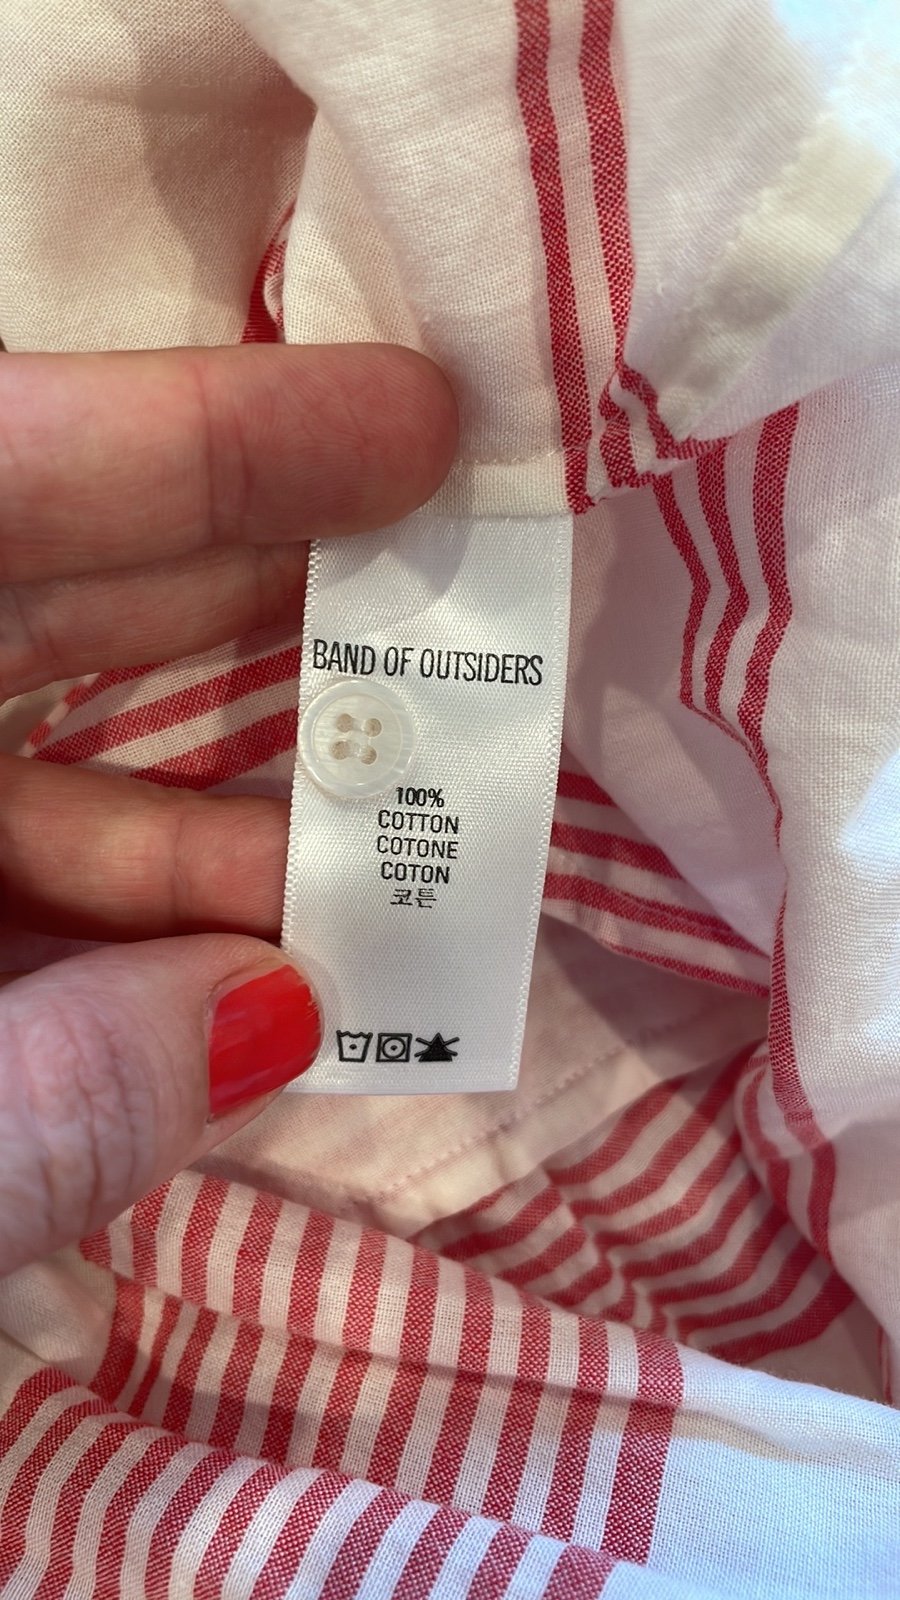 BAND OF OUTSIDERS
100%
COTTON
COTONE
COTON
코튼